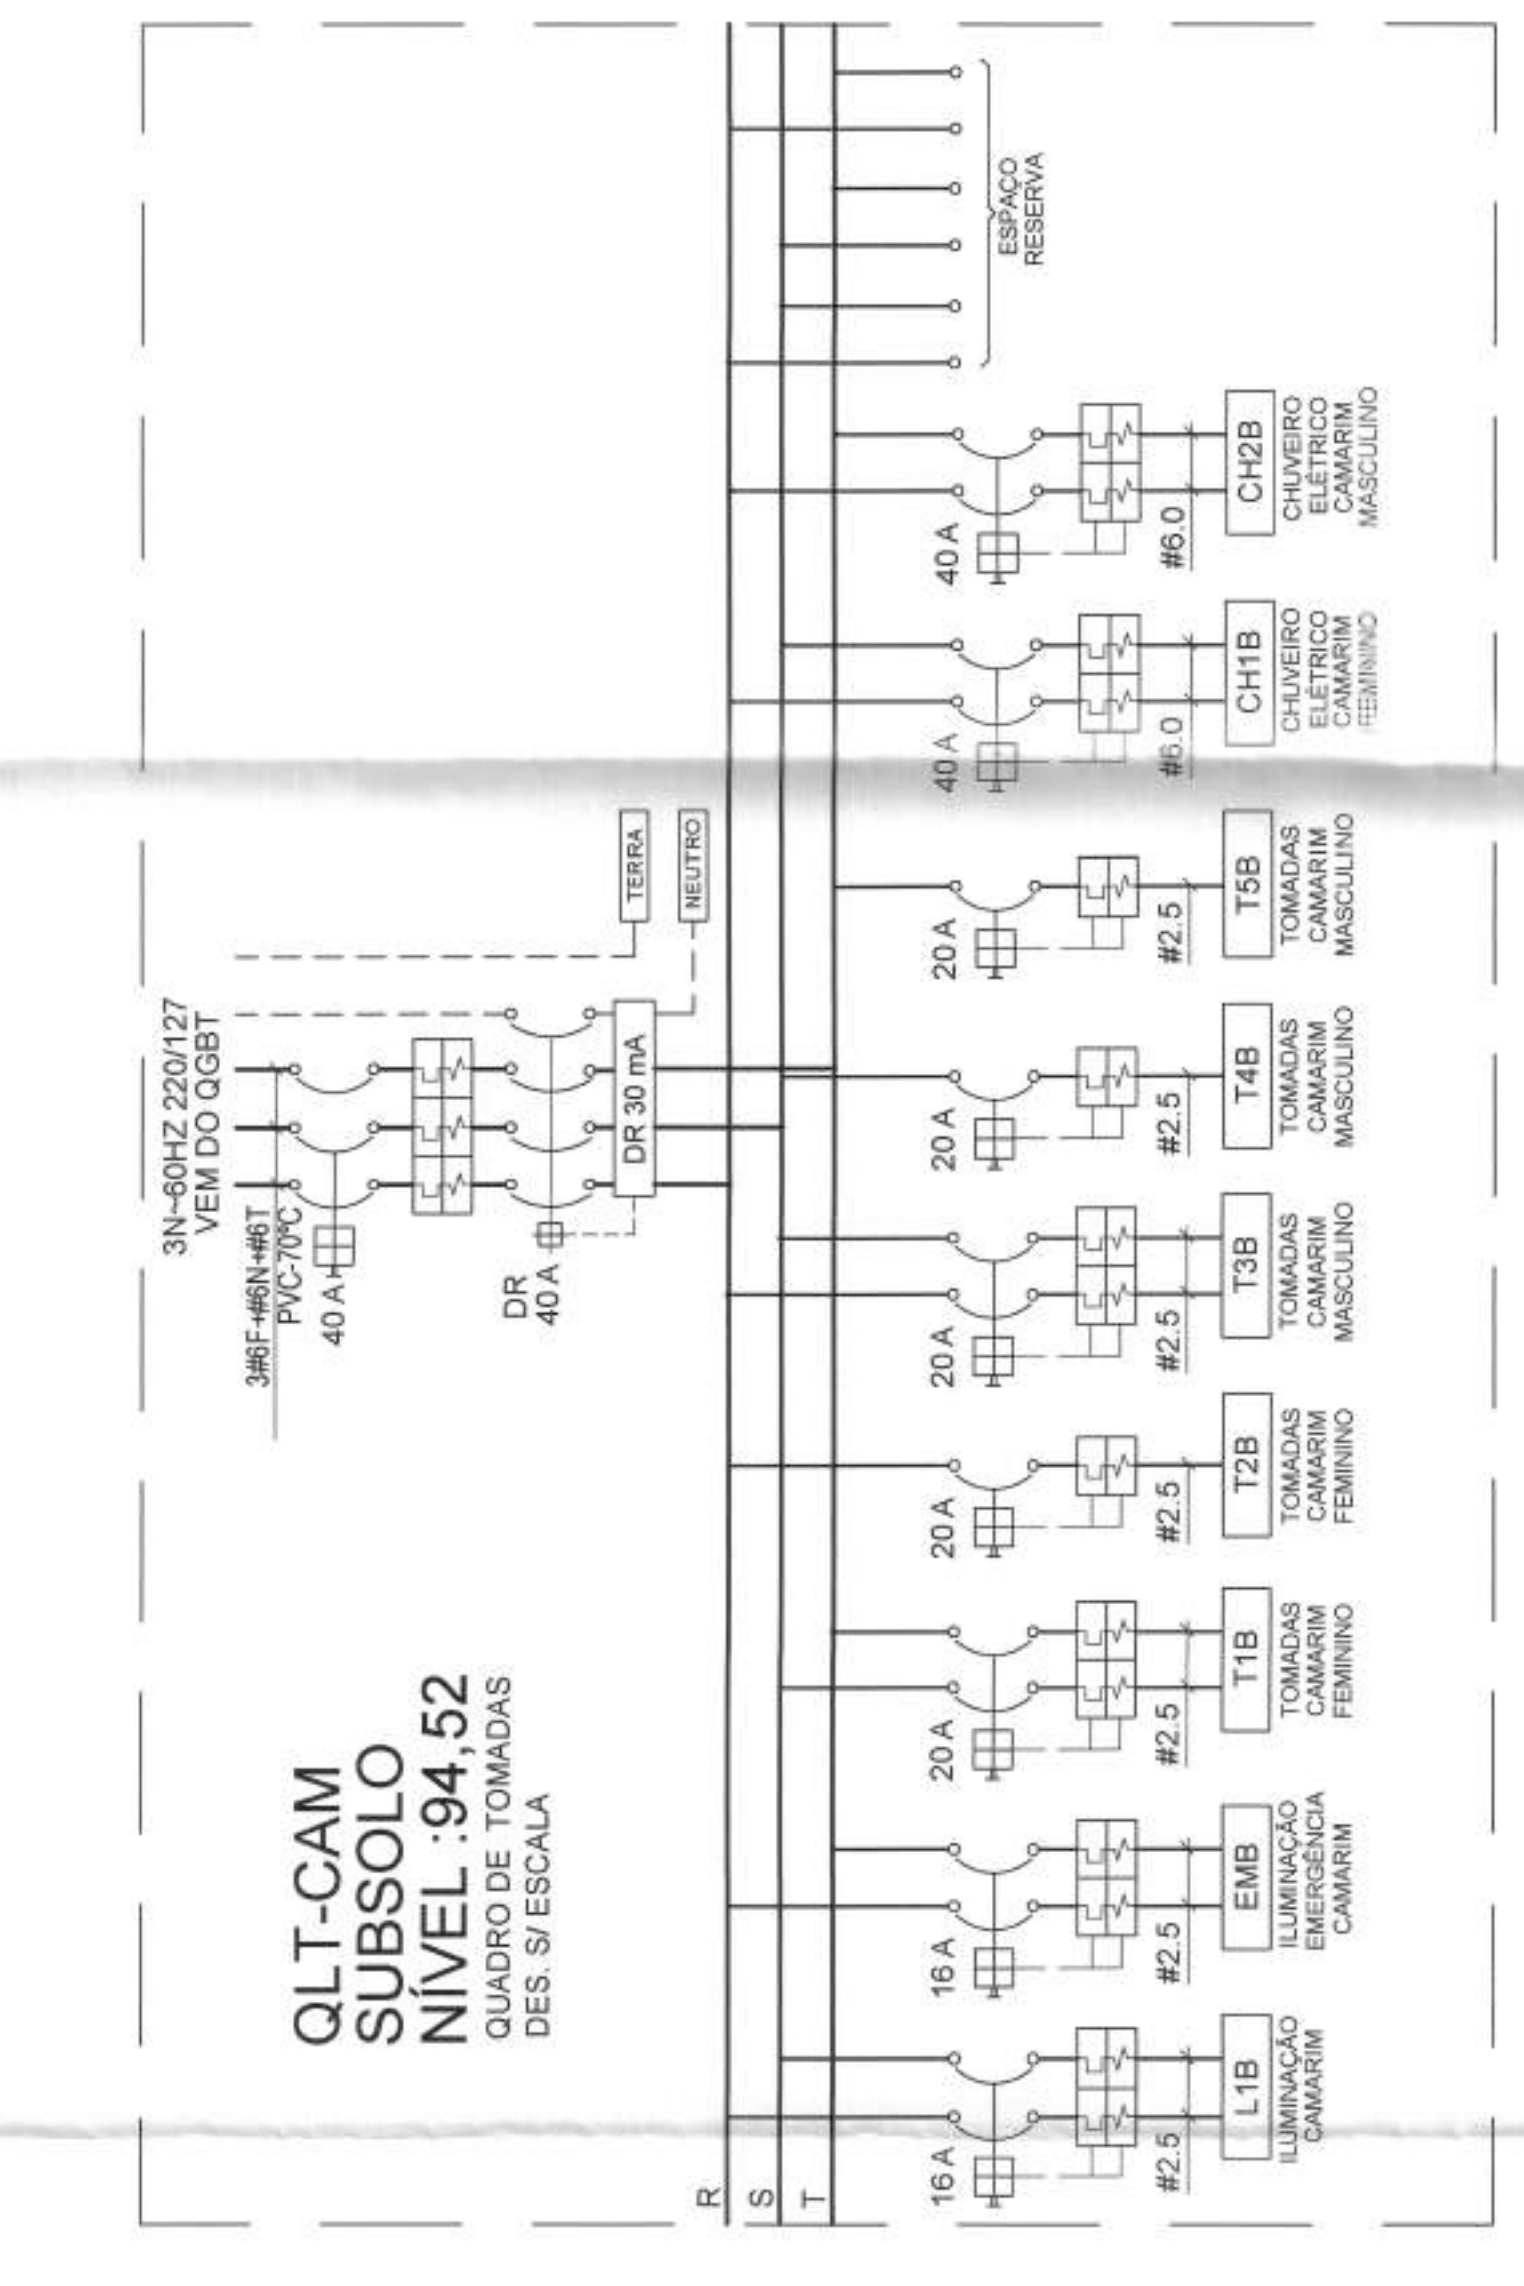 QLT-CAM
SUBSOLO
NÍVEL :94,52
QUADRO DE TOMADAS
DES. S/ ESCALA
3N~60HZ 220/127
VEM DO QGBT
3#6F+#6N+#6T
PVC-70ºC
40 A
DR
40 A
DR 30 mA
TERRA
NEUTRO
R
S
T
16 A
#2.5
L1B
ILUMINAÇÃO
CAMARIM
16 A
#2.5
EMB
ILUMINAÇÃO
EMERGÊNCIA
CAMARIM
20 A
#2.5
T1B
TOMADAS
CAMARIM
FEMININO
20 A
#2.5
T2B
TOMADAS
CAMARIM
FEMININO
20 A
#2.5
T3B
TOMADAS
CAMARIM
MASCULINO
20 A
#2.5
T4B
TOMADAS
CAMARIM
MASCULINO
20 A
#2.5
T5B
TOMADAS
CAMARIM
MASCULINO
40 A
#6.0
CH1B
CHUVEIRO
ELÉTRICO
CAMARIM
FEMININO
40 A
#6.0
CH2B
CHUVEIRO
ELÉTRICO
CAMARIM
MASCULINO
ESPAÇO
RESERVA